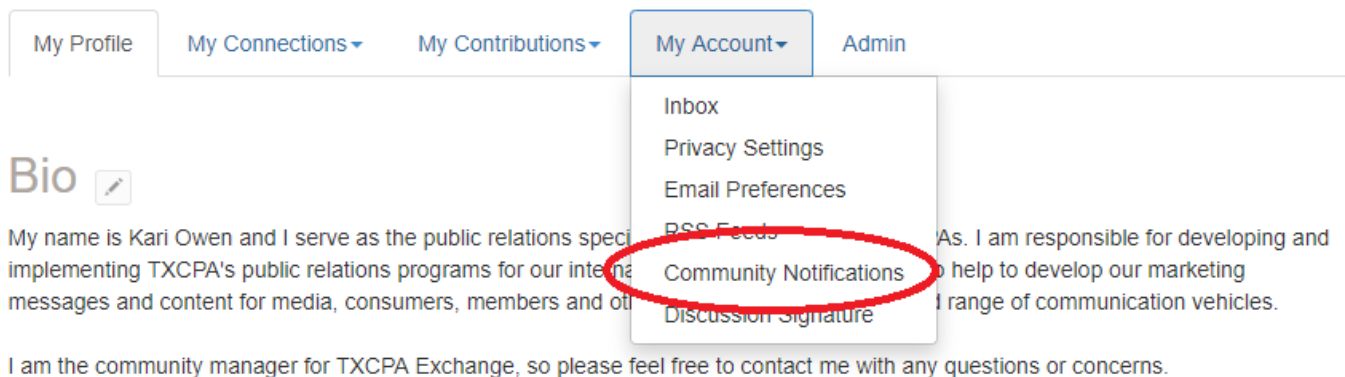 My Profile My Connections My Contributions My Account Admin
Inbox
Privacy Settings
Email Preferences
RSS Feeds
Community Notifications
Discussion Signature
Bio
My name is Kari Owen and I serve as the public relations speci As. I am responsible for developing and
implementing TXCPA's public relations programs for our interna help to develop our marketing
messages and content for media, consumers, members and ot range of communication vehicles.
I am the community manager for TXCPA Exchange, so please feel free to contact me with any questions or concerns.